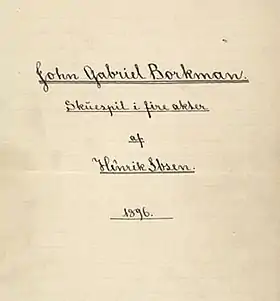 John Gabriel Borkman.
Skuespil i fire akter
af
Henrik Ibsen.
1896.